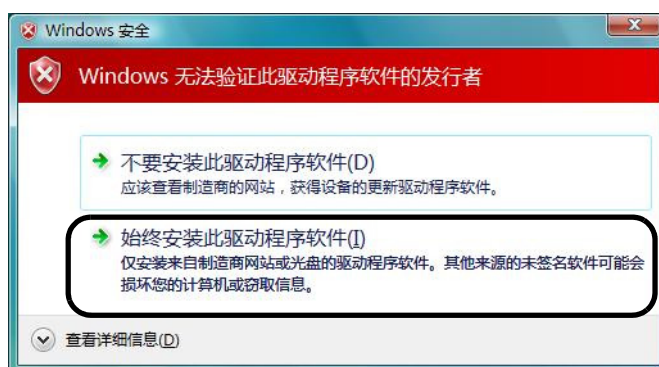 Windows 安全
Windows 无法验证此驱动程序软件的发行者
不要安装此驱动程序软件(D)
应该查看制造商的网站，获得设备的更新驱动程序软件。
始终安装此驱动程序软件(I)
仅安装来自制造商网站或光盘的驱动程序软件。其他来源的未签名软件可能会
损坏您的计算机或窃取信息。
查看详细信息(D)